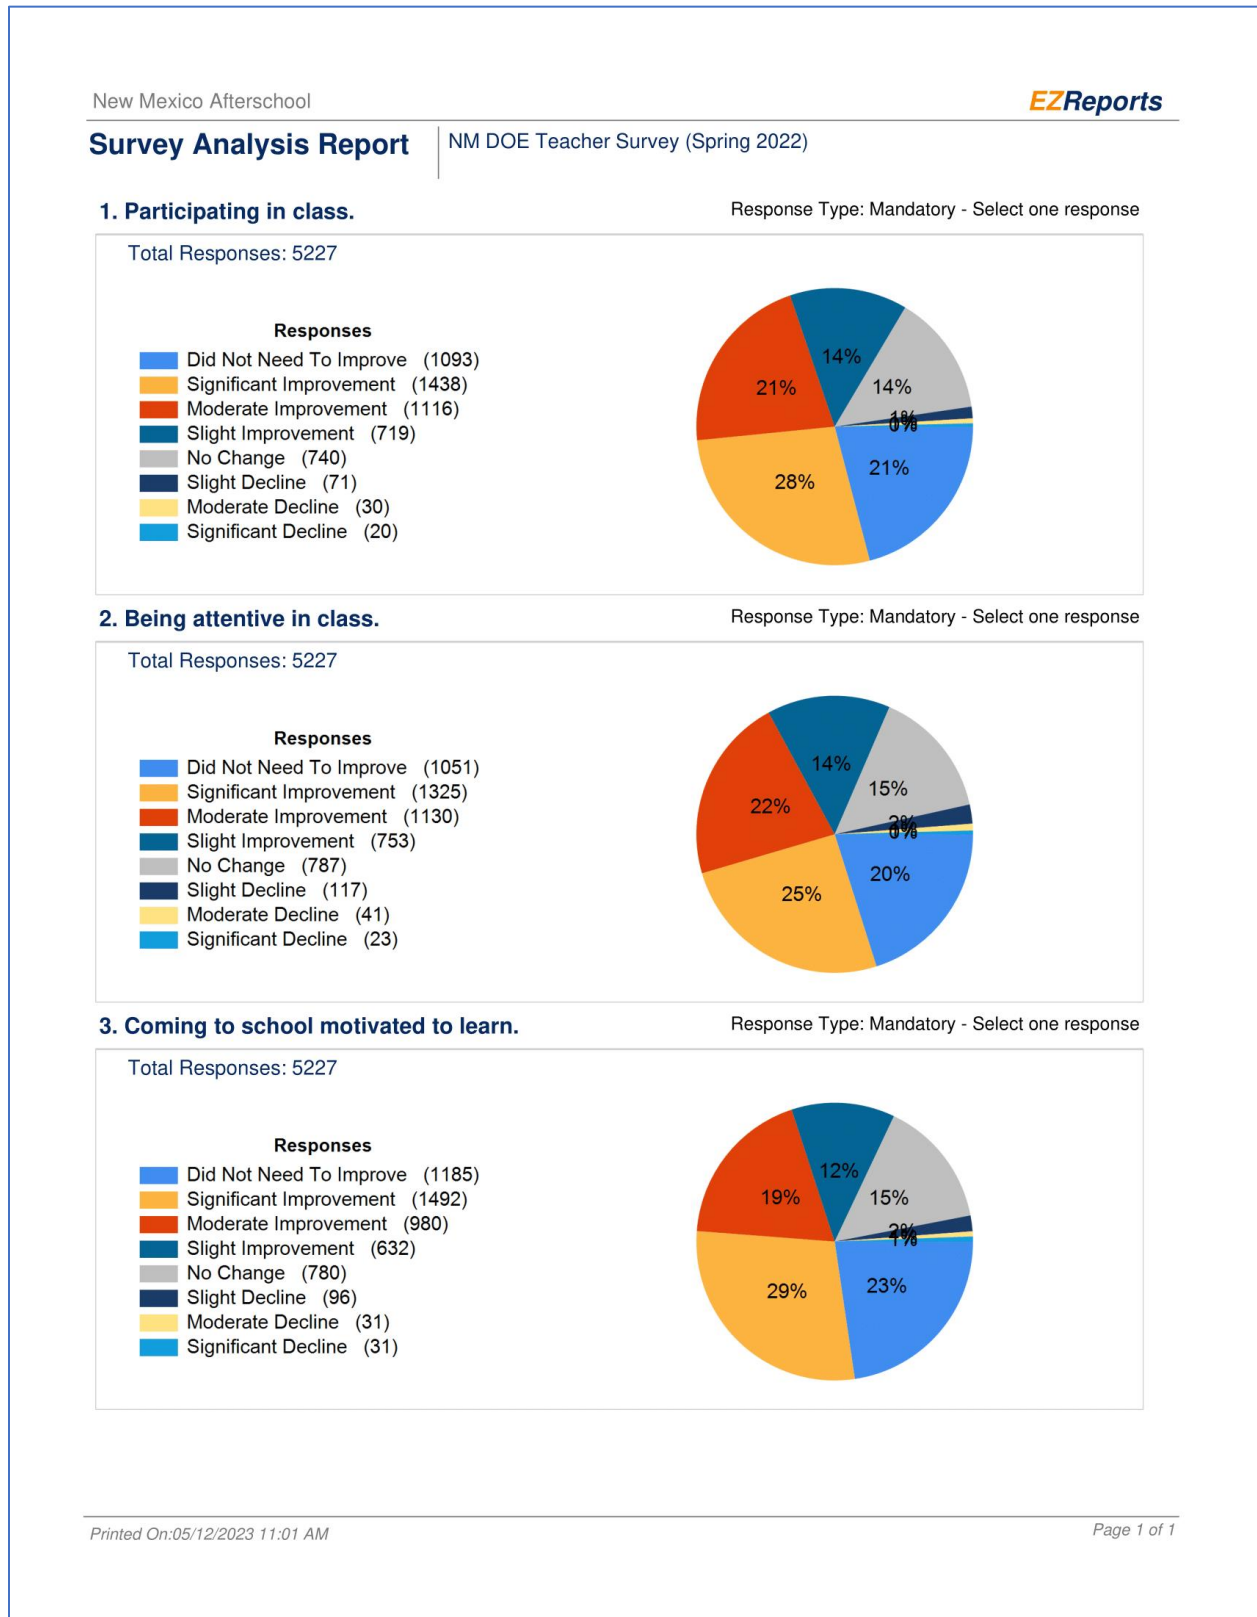 New Mexico Afterschool
EZReports
Survey Analysis Report
NM DOE Teacher Survey (Spring 2022)
1. Participating in class.
Response Type: Mandatory - Select one response
Total Responses: 5227
Responses
Did Not Need To Improve (1093)
Significant Improvement (1438)
Moderate Improvement (1116)
Slight Improvement (719)
No Change (740)
Slight Decline (71)
Moderate Decline (30)
Significant Decline (20)
14%
21%
14%
1%
0%
21%
28%
2. Being attentive in class.
Response Type: Mandatory - Select one response
Total Responses: 5227
Responses
Did Not Need To Improve (1051)
Significant Improvement (1325)
Moderate Improvement (1130)
Slight Improvement (753)
No Change (787)
Slight Decline (117)
Moderate Decline (41)
Significant Decline (23)
14%
15%
22%
2%
0%
20%
25%
3. Coming to school motivated to learn.
Response Type: Mandatory - Select one response
Total Responses: 5227
Responses
Did Not Need To Improve (1185)
Significant Improvement (1492)
Moderate Improvement (980)
Slight Improvement (632)
No Change (780)
Slight Decline (96)
Moderate Decline (31)
Significant Decline (31)
12%
19%
15%
2%
1%
23%
29%
Printed On:05/12/2023 11:01 AM
Page 1 of 1